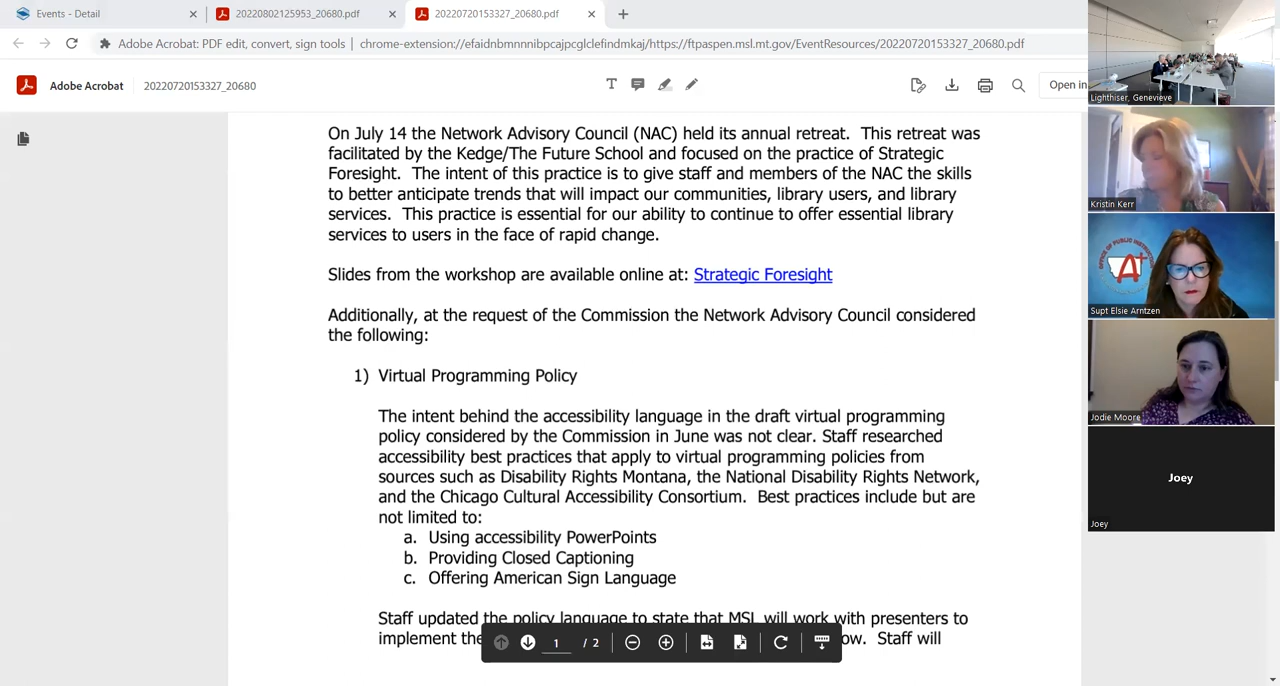 Events - Detail
20220802125953_20680.pdf
20220720153327_20680.pdf
Adobe Acrobat: PDF edit, convert, sign tools | chrome-extension://efaidnbmnnnibpcajpcglclefindmkaj/https://ftpaspen.msl.mt.gov/EventResources/20220720153327_20680.pdf
Adobe Acrobat
20220720153327_20680
Open in
On July 14 the Network Advisory Council (NAC) held its annual retreat. This retreat was
facilitated by the Kedge/The Future School and focused on the practice of Strategic
Foresight. The intent of this practice is to give staff and members of the NAC the skills
to better anticipate trends that will impact our communities, library users, and library
services. This practice is essential for our ability to continue to offer essential library
services to users in the face of rapid change.
Slides from the workshop are available online at: Strategic Foresight
Additionally, at the request of the Commission the Network Advisory Council considered
the following:
1) Virtual Programming Policy
The intent behind the accessibility language in the draft virtual programming
policy considered by the Commission in June was not clear. Staff researched
accessibility best practices that apply to virtual programming policies from
sources such as Disability Rights Montana, the National Disability Rights Network,
and the Chicago Cultural Accessibility Consortium. Best practices include but are
not limited to:
a. Using accessibility PowerPoints
b. Providing Closed Captioning
c. Offering American Sign Language
Staff updated the policy language to state that MSL will work with presenters to
implement the
ow. Staff will
1 / 2
Lighthiser, Genevieve
Kristin Kerr
OFFICE OF PUBLIC INSTRUCTION
A+
Supt Elsie Arntzen
Jodie Moore
Joey
Joey